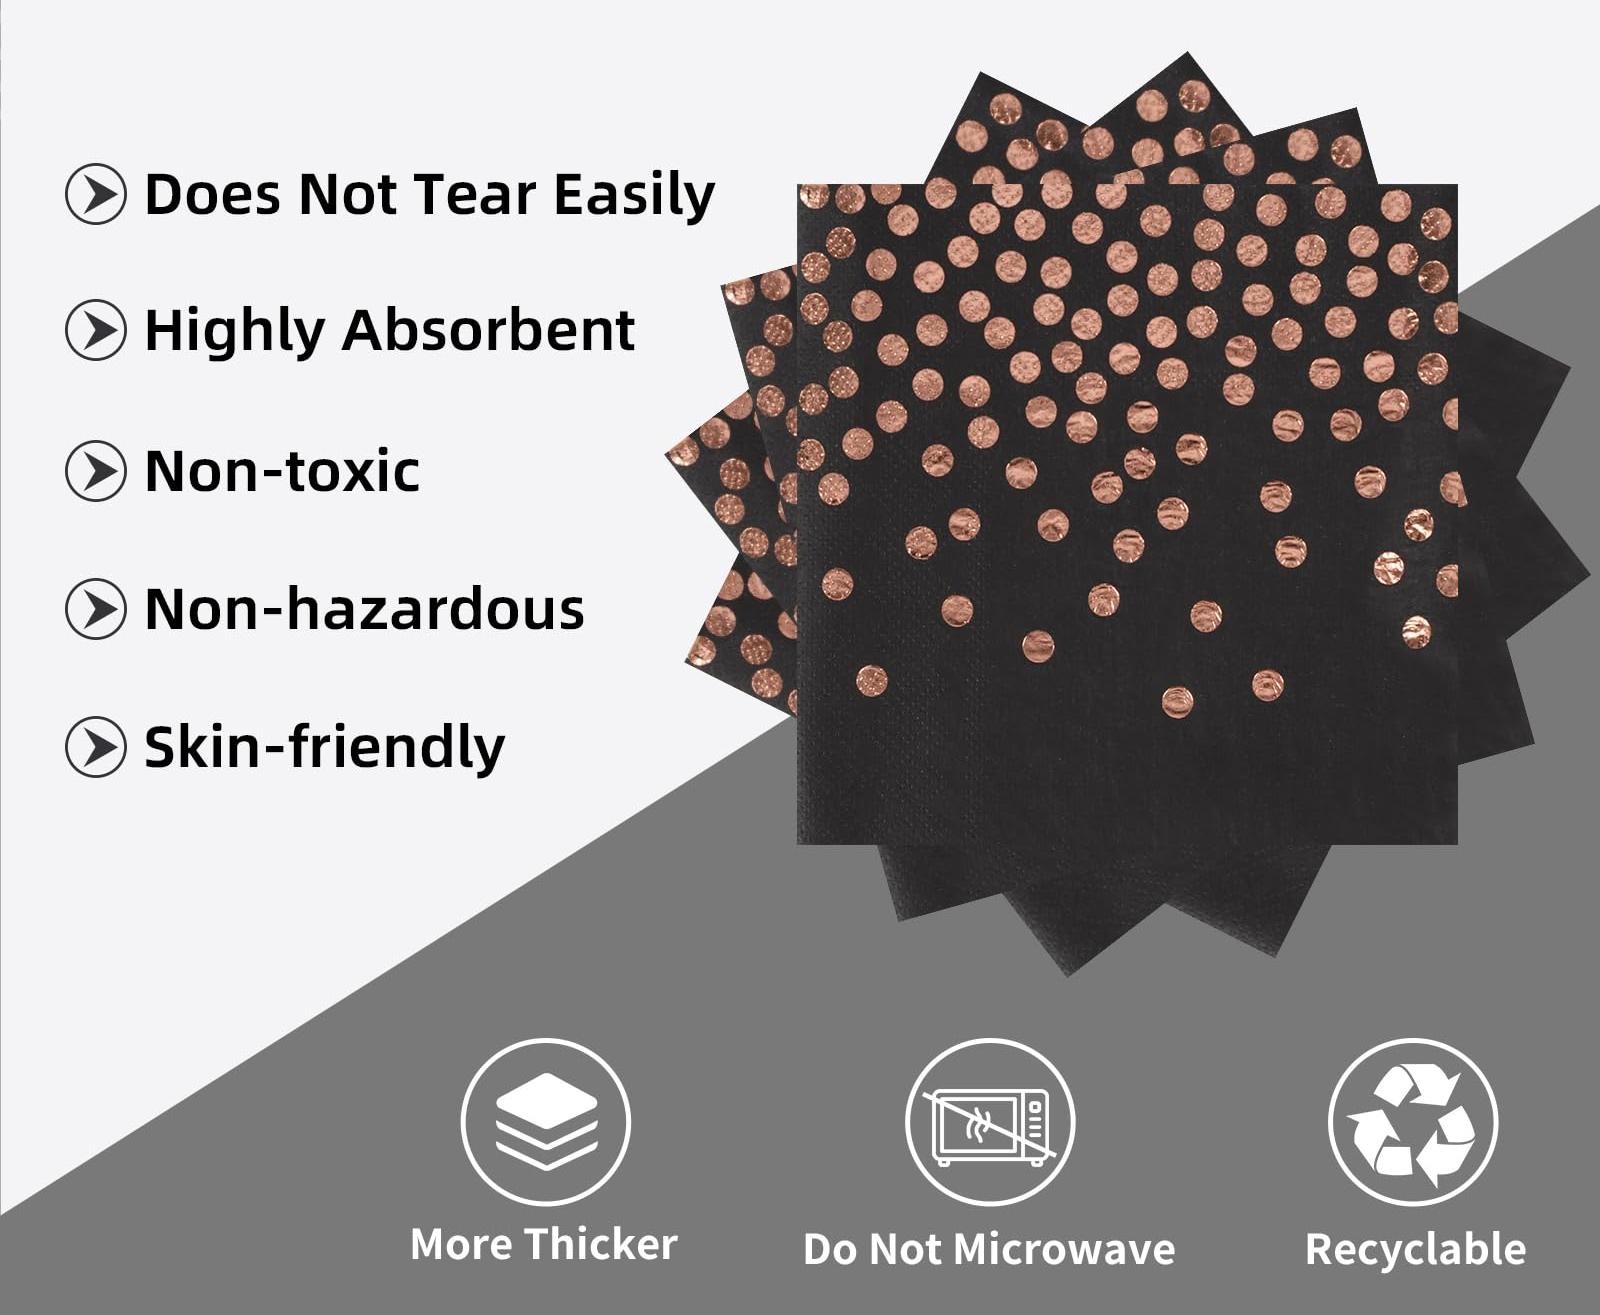 Does Not Tear Easily
Highly Absorbent
Non-toxic
Non-hazardous
Skin-friendly
More Thicker
Do Not Microwave
Recyclable